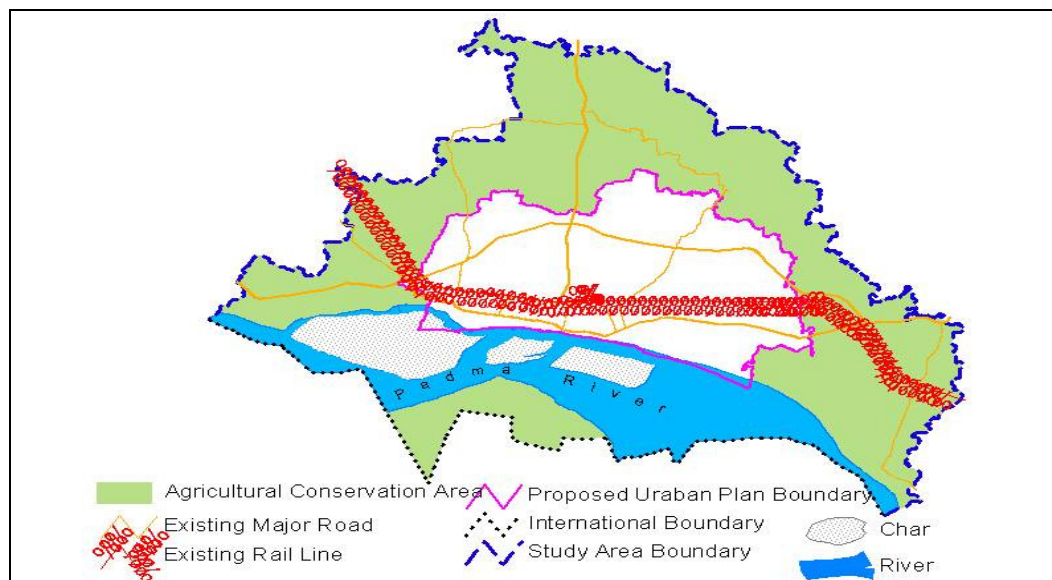 Padma River
Agricultural Conservation Area
Existing Major Road
Existing Rail Line
Proposed Uraban Plan Boundary
International Boundary
Study Area Boundary
Char
River